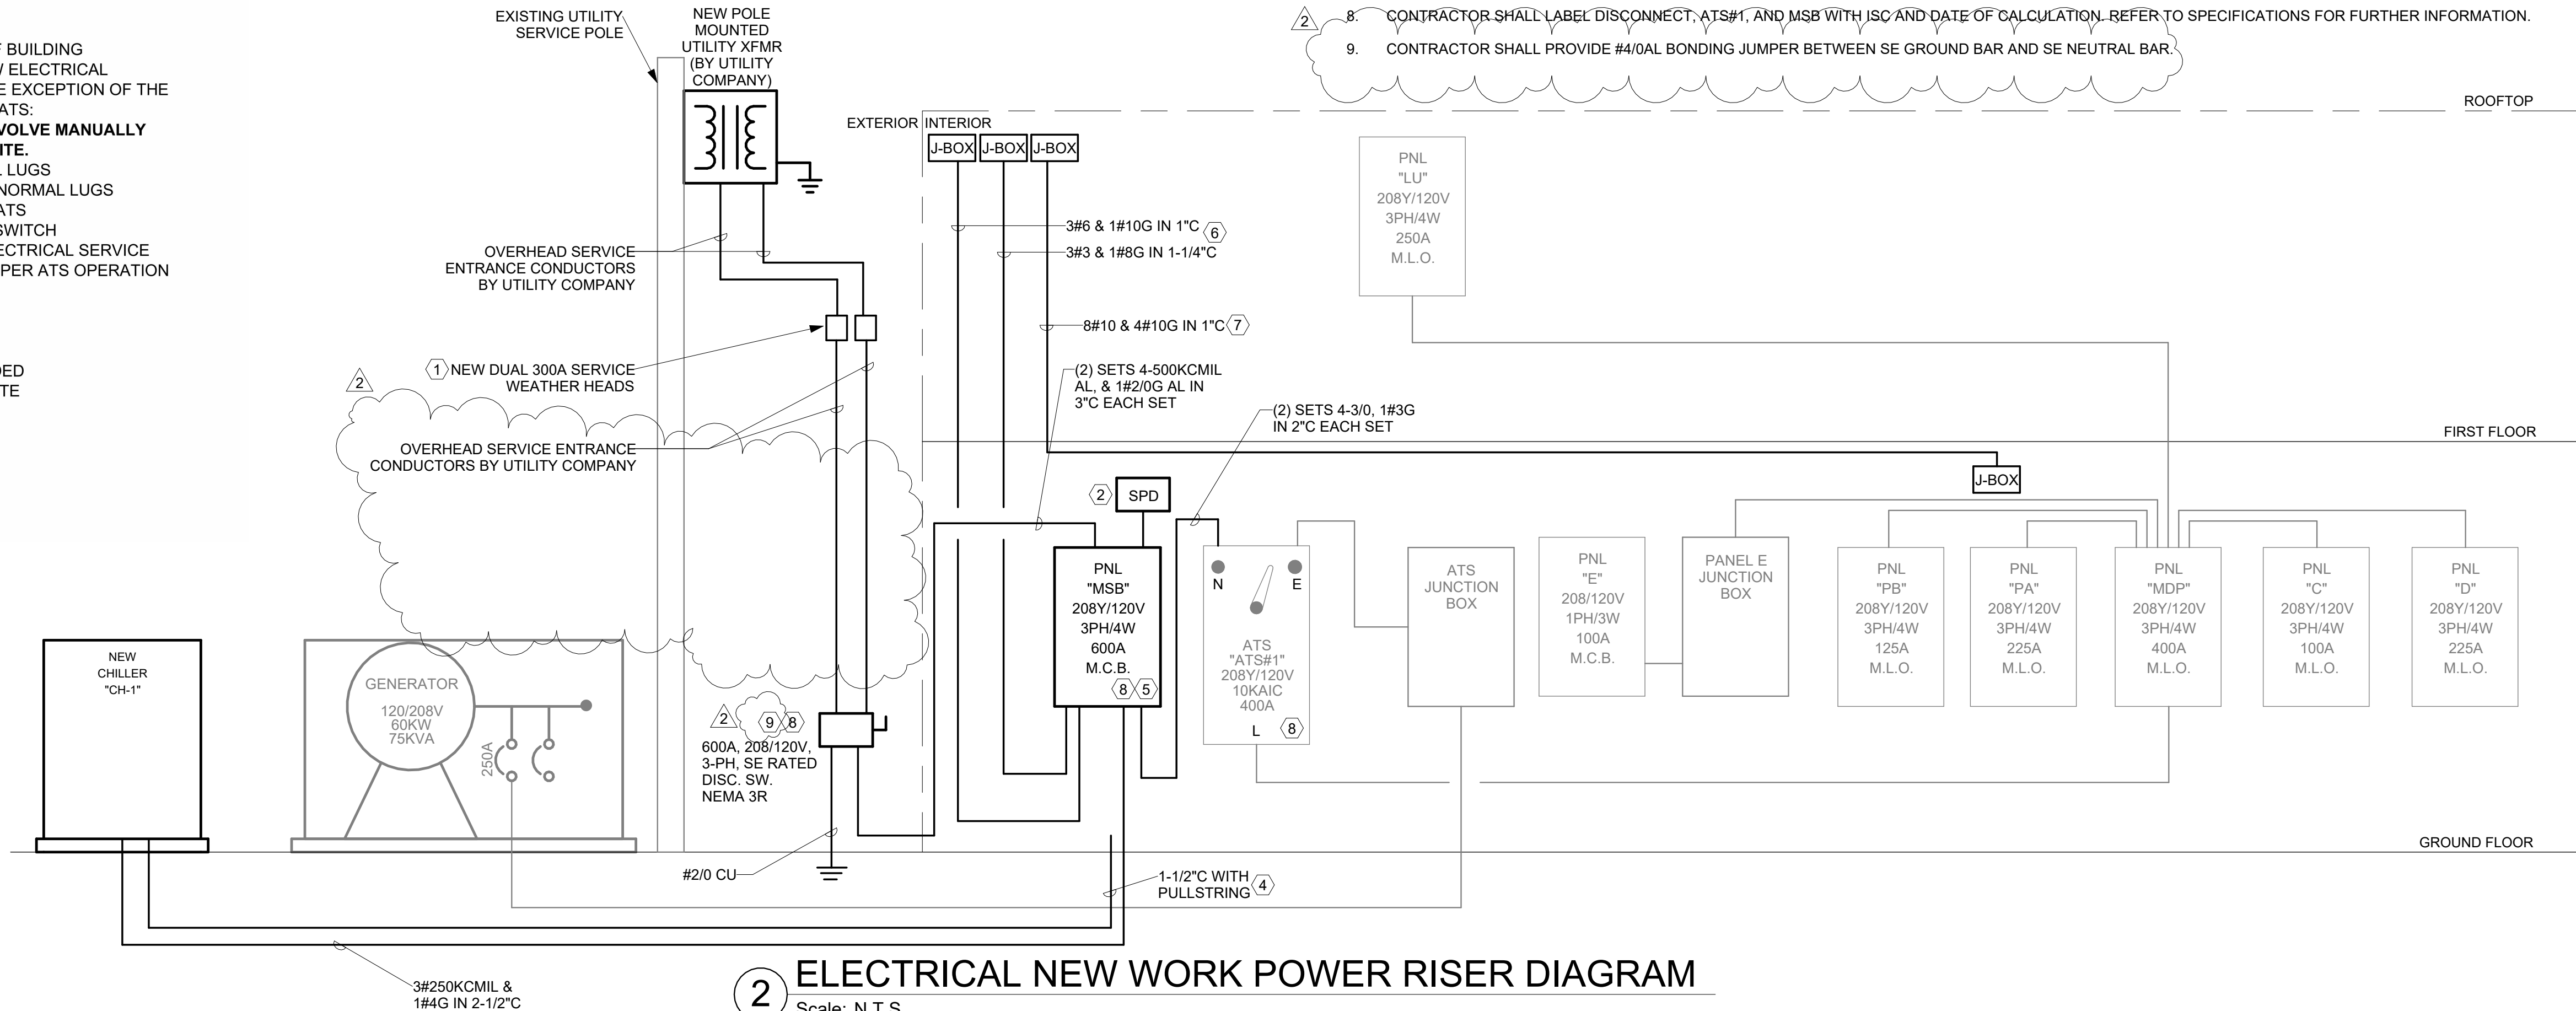 F BUILDING
W ELECTRICAL
E EXCEPTION OF THE
ATS:
VOLVE MANUALLY
ITE.
L LUGS
NORMAL LUGS
ATS
SWITCH
ECTRICAL SERVICE
PER ATS OPERATION
DED
TE
EXISTING UTILITY
SERVICE POLE
NEW POLE
MOUNTED
UTILITY XFMR
(BY UTILITY
COMPANY)
2
8. CONTRACTOR SHALL LABEL DISCONNECT, ATS#1, AND MSB WITH ISC AND DATE OF CALCULATION. REFER TO SPECIFICATIONS FOR FURTHER INFORMATION.
9. CONTRACTOR SHALL PROVIDE #4/0AL BONDING JUMPER BETWEEN SE GROUND BAR AND SE NEUTRAL BAR.
ROOFTOP
EXTERIOR
INTERIOR
J-BOX
J-BOX
J-BOX
3#6 & 1#10G IN 1"C
6
3#3 & 1#8G IN 1-1/4"C
8#10 & 4#10G IN 1"C
7
PNL
"LU"
208Y/120V
3PH/4W
250A
M.L.O.
OVERHEAD SERVICE
ENTRANCE CONDUCTORS
BY UTILITY COMPANY
1
NEW DUAL 300A SERVICE
WEATHER HEADS
2
OVERHEAD SERVICE ENTRANCE
CONDUCTORS BY UTILITY COMPANY
(2) SETS 4-500KCMIL
AL, & 1#2/0G AL IN
3"C EACH SET
(2) SETS 4-3/0, 1#3G
IN 2"C EACH SET
FIRST FLOOR
J-BOX
2
SPD
NEW
CHILLER
"CH-1"
GENERATOR
120/208V
60KW
75KVA
250A
2
9
8
600A, 208/120V,
3-PH, SE RATED
DISC. SW.
NEMA 3R
PNL
"MSB"
208Y/120V
3PH/4W
600A
M.C.B.
8
5
N
E
ATS
"ATS#1"
208Y/120V
10KAIC
400A
L
8
ATS
JUNCTION
BOX
PNL
"E"
208/120V
1PH/3W
100A
M.C.B.
PANEL E
JUNCTION
BOX
PNL
"PB"
208Y/120V
3PH/4W
125A
M.L.O.
PNL
"PA"
208Y/120V
3PH/4W
225A
M.L.O.
PNL
"MDP"
208Y/120V
3PH/4W
400A
M.L.O.
PNL
"C"
208Y/120V
3PH/4W
100A
M.L.O.
PNL
"D"
208Y/120V
3PH/4W
225A
M.L.O.
GROUND FLOOR
#2/0 CU
1-1/2"C WITH
PULLSTRING
4
3#250KCMIL &
1#4G IN 2-1/2"C
2
ELECTRICAL NEW WORK POWER RISER DIAGRAM
Scale: N.T.S.